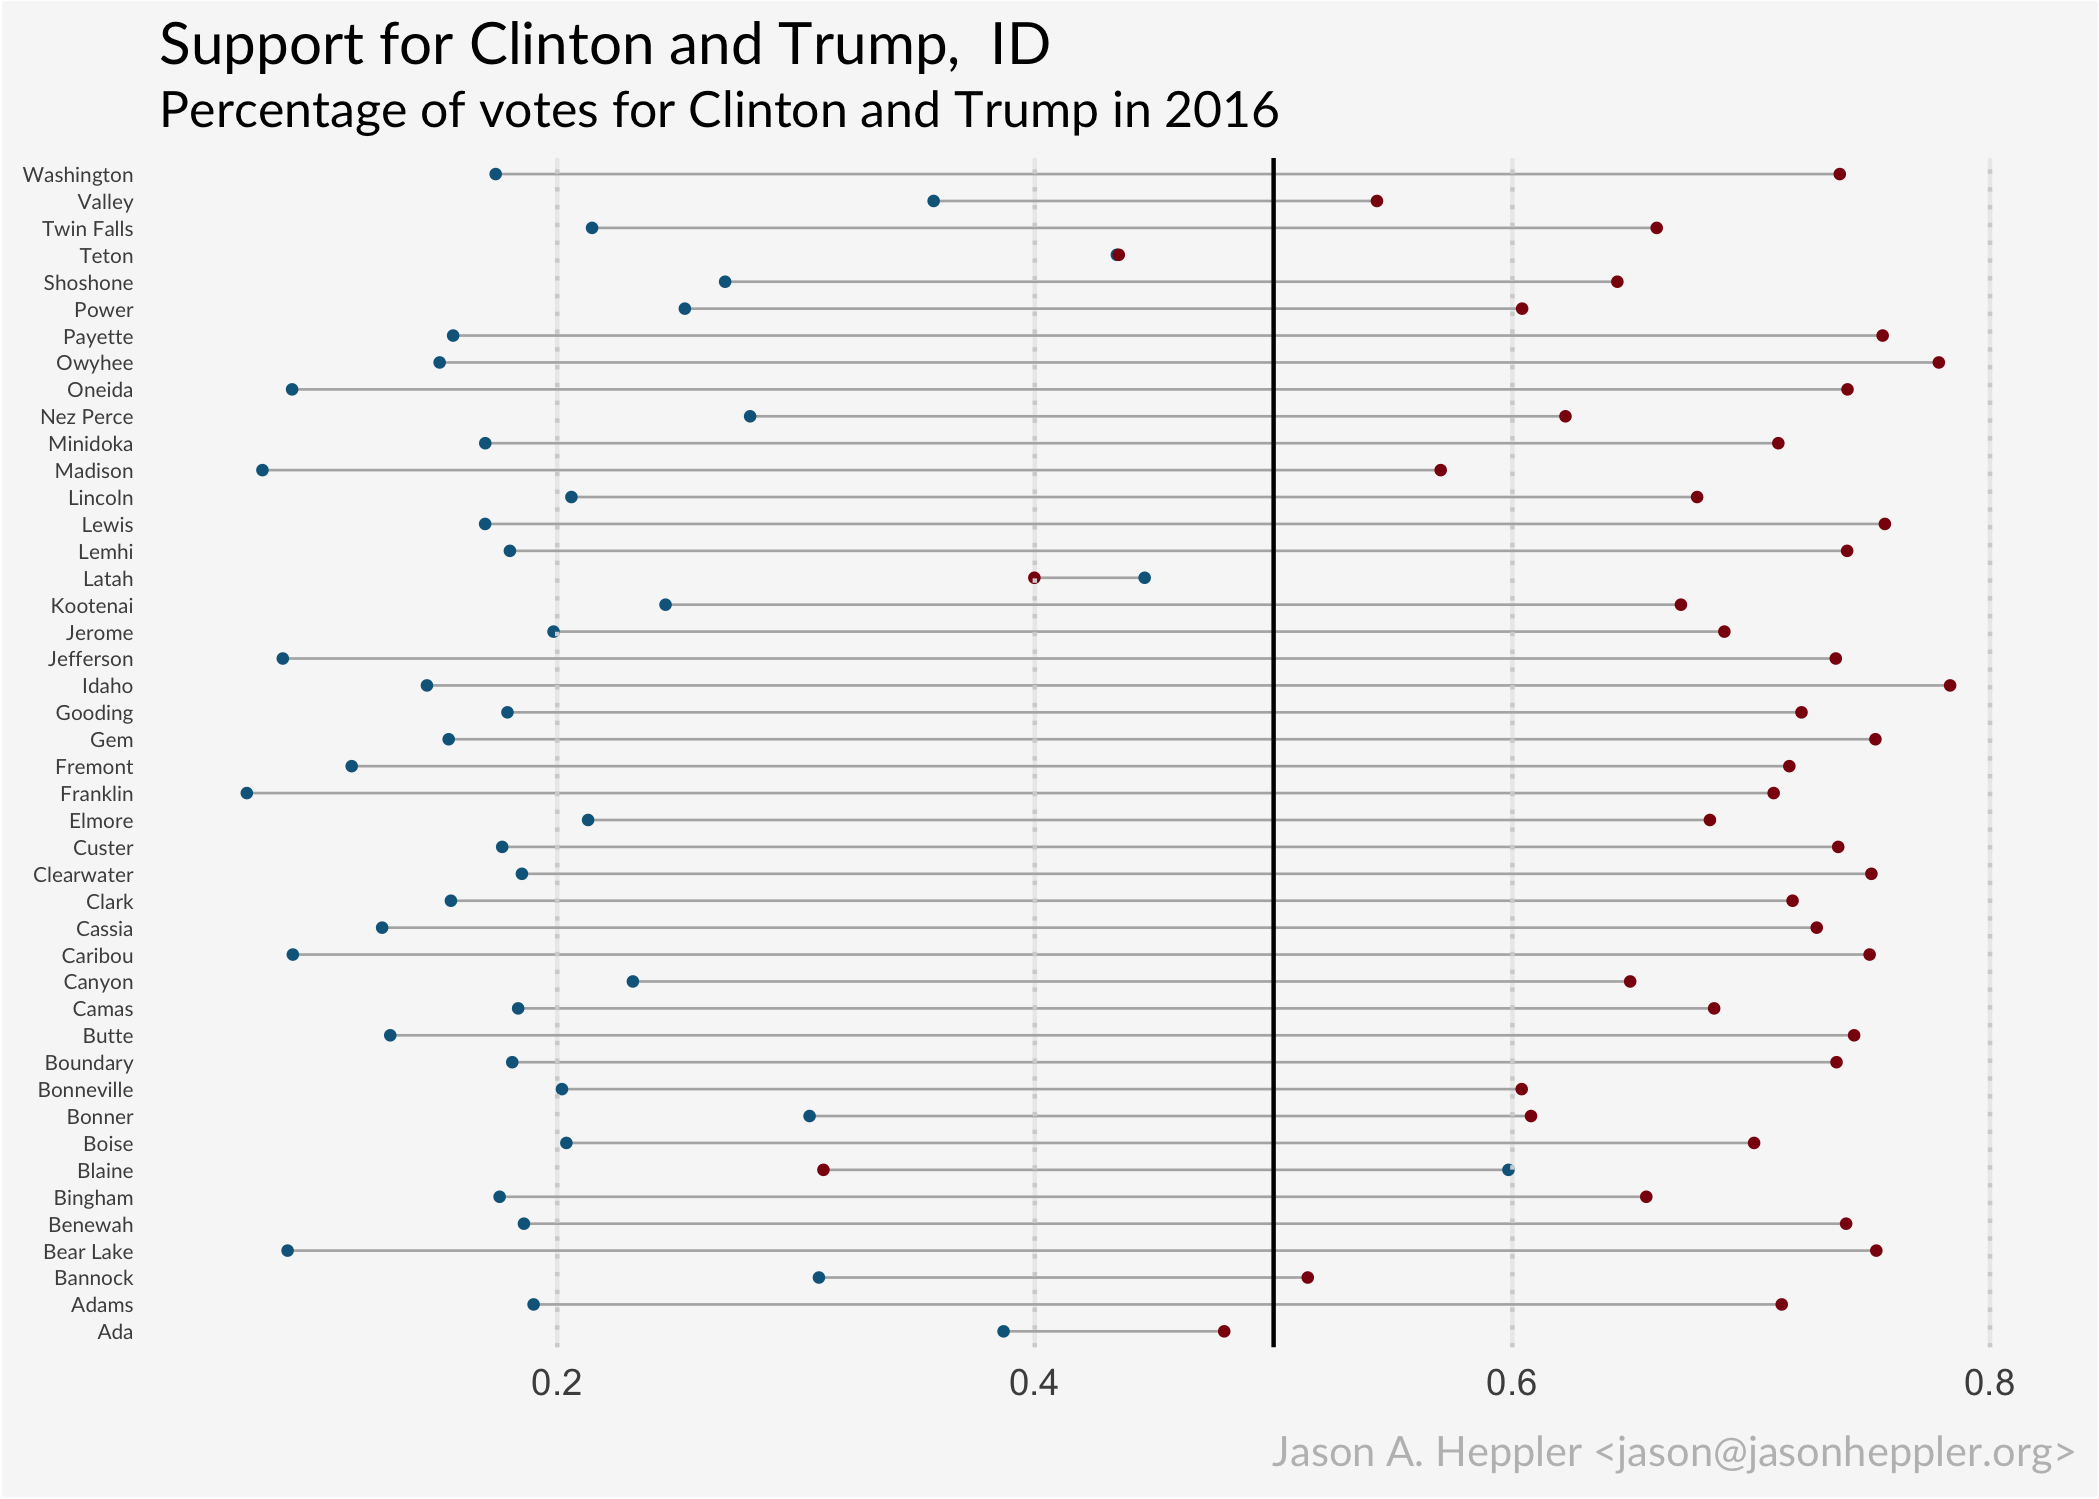 Support for Clinton and Trump,  ID
Percentage of votes for Clinton and Trump in 2016
Washington
Valley
Twin Falls
Teton
Shoshone
Power
Payette
Owyhee
Oneida
Nez Perce
Minidoka
Madison
Lincoln
Lewis
Lemhi
Latah
Kootenai
Jerome
Jefferson
Idaho
Gooding
Gem
Fremont
Franklin
Elmore
Custer
Clearwater
Clark
Cassia
Caribou
Canyon
Camas
Butte
Boundary
Bonneville
Bonner
Boise
Blaine
Bingham
Benewah
Bear Lake
Bannock
Adams
Ada
0.2 0.4 0.6 0.8
Jason A. Heppler <jason@jasonheppler.org>